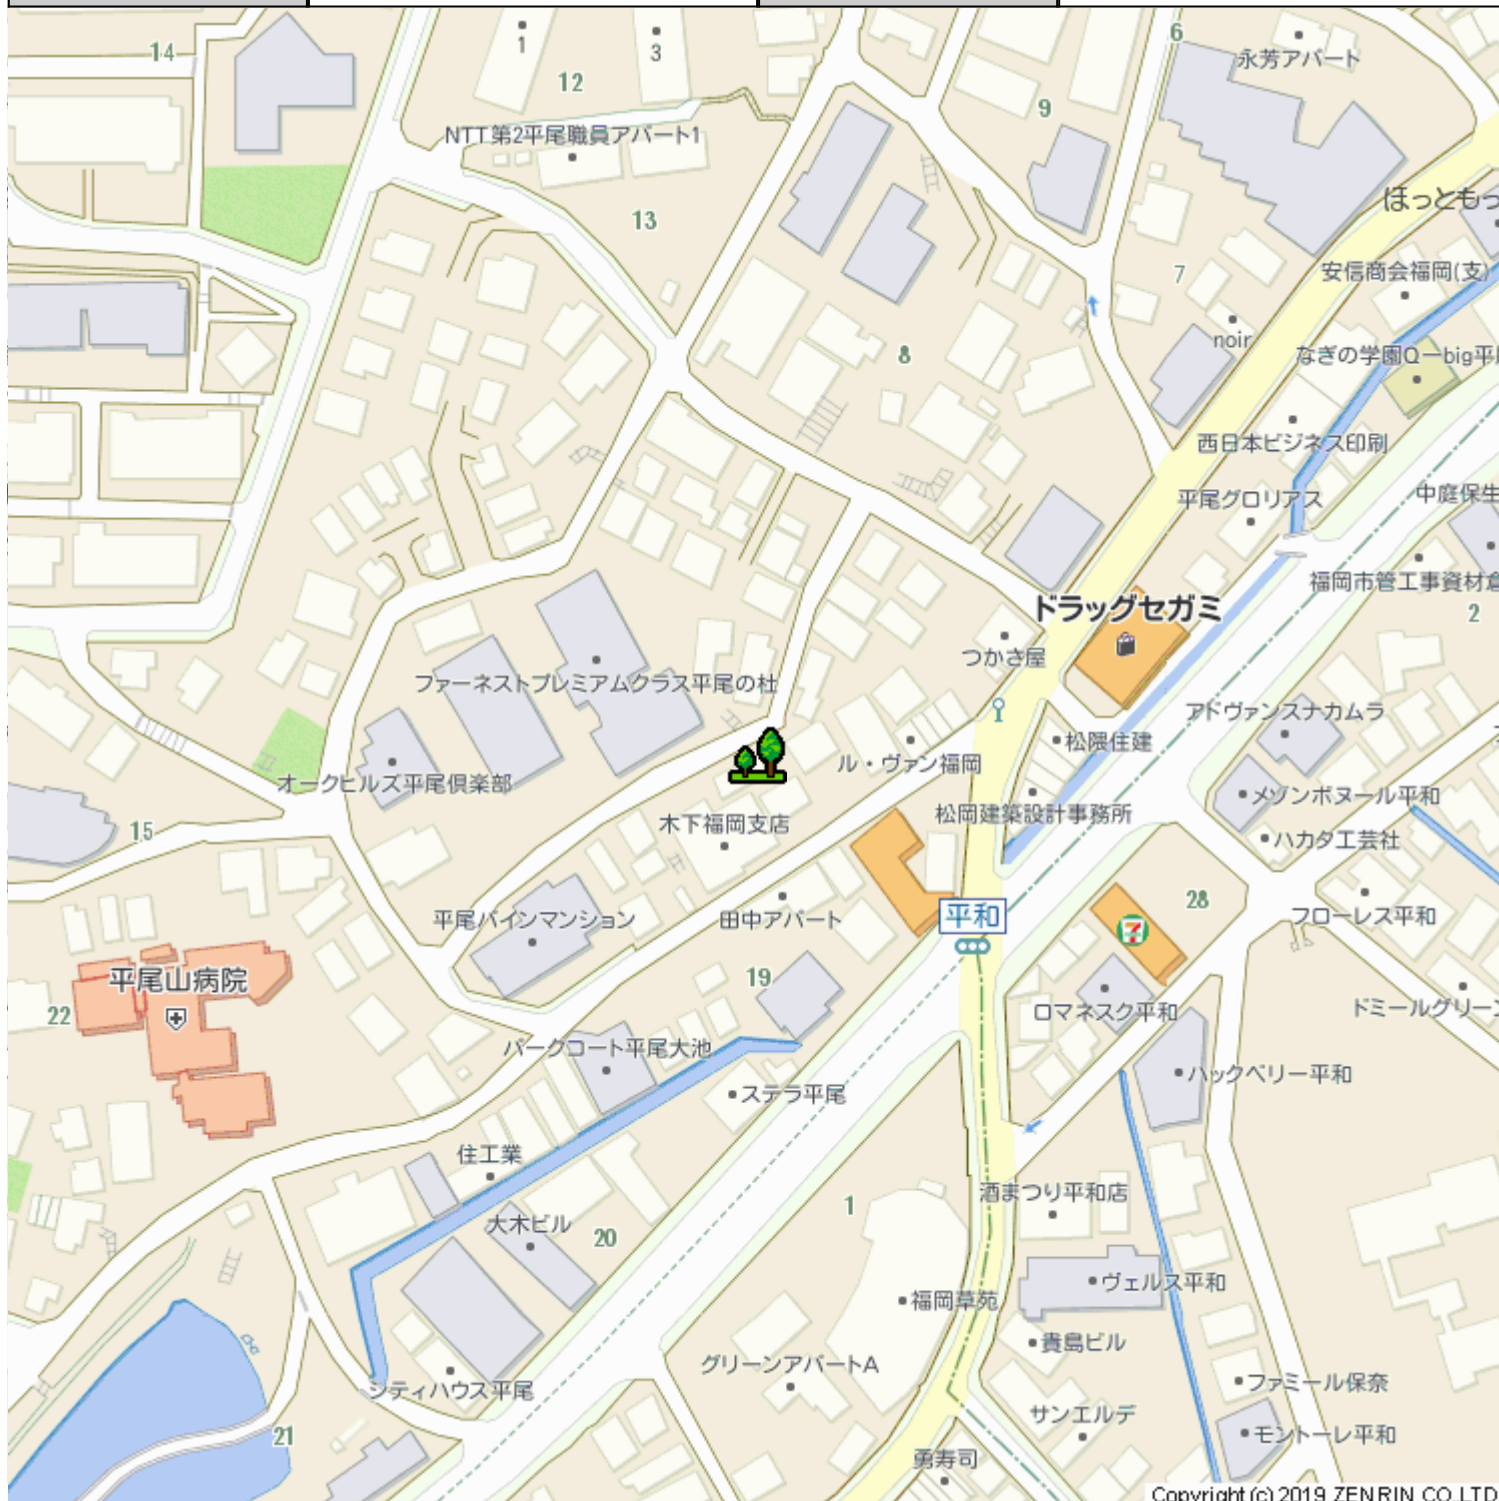 14
1
3
12
6
永芳アパート
9
NTT第2平尾職員アパート1
13
ほっともっ
7
安信商会福岡(支)
noir
8
なぎの学園Q－big平
西日本ビジネス印刷
平尾グロリアス
中庭保生
福岡市管工事資材倉
ドラッグセガミ
2
つかさ屋
ファーネストプレミアムクラス平尾の杜
アドヴァンスナカムラ
松隈住建
ル・ヴァン福岡
オークヒルズ平尾倶楽部
メゾンボヌール平和
松岡建築設計事務所
木下福岡支店
15
ハカタ工芸社
28
平尾パインマンション
田中アパート
平和
7
フローレス平和
平尾山病院
19
22
ロマネスク平和
ドミールグリーン
パークコート平尾大池
ハックベリー平和
ステラ平尾
住工業
酒まつり平和店
1
大木ビル
20
ヴェルス平和
福岡草苑
貴島ビル
グリーンアパートA
シティハウス平尾
ファミール保奈
サンエルデ
21
モントーレ平和
勇寿司
Copyright (c) 2019 ZENRIN CO LTD